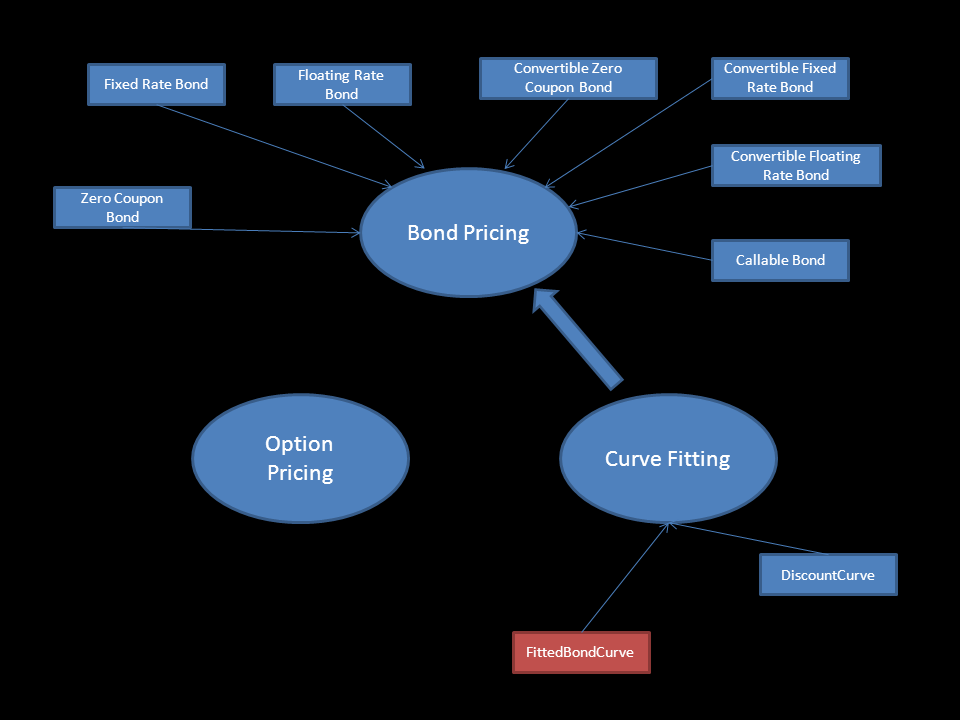 Fixed Rate Bond
Floating Rate
Bond
Convertible Zero
Coupon Bond
Convertible Fixed
Rate Bond
Convertible Floating
Rate Bond
Zero Coupon
Bond
Bond Pricing
Callable Bond
Option
Pricing
Curve Fitting
DiscountCurve
FittedBondCurve